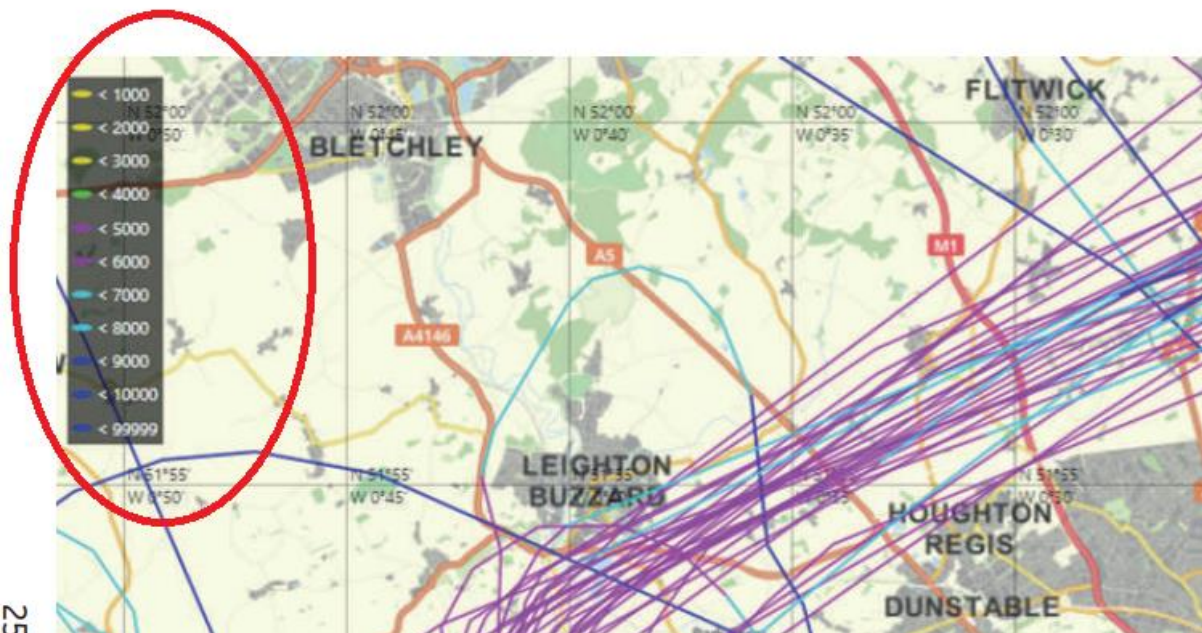 < 1000
< 2000
< 3000
< 4000
< 5000
< 6000
< 7000
< 8000
< 9000
< 10000
< 99999
N 52°00'
W 0°50'
N 52°00'
W 0°45'
N 52°00'
W 0°40'
N 52°00'
W 0°35'
N 52°00'
W 0°30'
FLITWICK
BLETCHLEY
M1
A5
A4146
N 51°55'
W 0°50'
N 51°55'
W 0°45'
LEIGHTON
BUZZARD
N 51°55'
W 0°30'
HOUGHTON
REGIS
DUNSTABLE
25